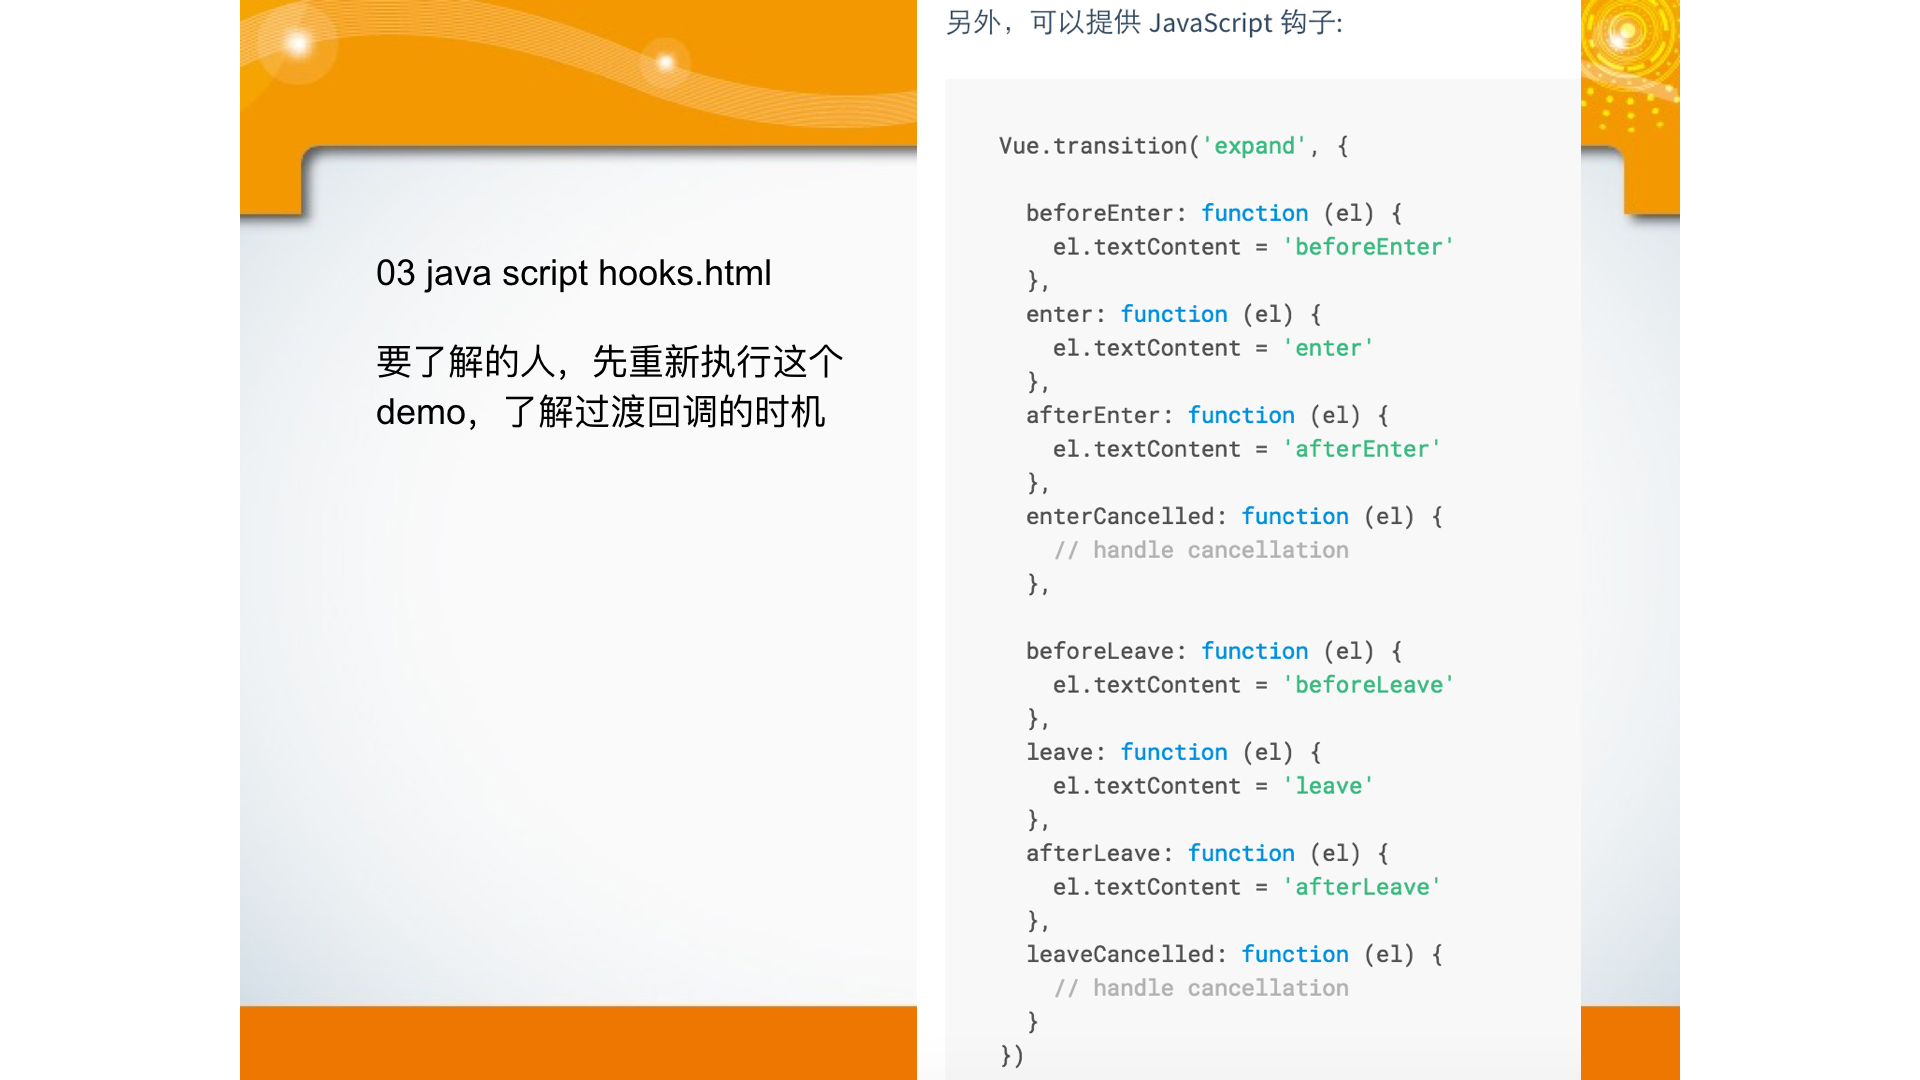 03 java script hooks.html
要了解的人，先重新执行这个
demo，了解过渡回调的时机
另外，可以提供 JavaScript 钩子:
Vue.transition('expand', {
beforeEnter: function (el) {
el.textContent = 'beforeEnter'
},
enter: function (el) {
el.textContent = 'enter'
},
afterEnter: function (el) {
el.textContent = 'afterEnter'
},
enterCancelled: function (el) {
// handle cancellation
},
beforeLeave: function (el) {
el.textContent = 'beforeLeave'
},
leave: function (el) {
el.textContent = 'leave'
},
afterLeave: function (el) {
el.textContent = 'afterLeave'
},
leaveCancelled: function (el) {
// handle cancellation
}
})